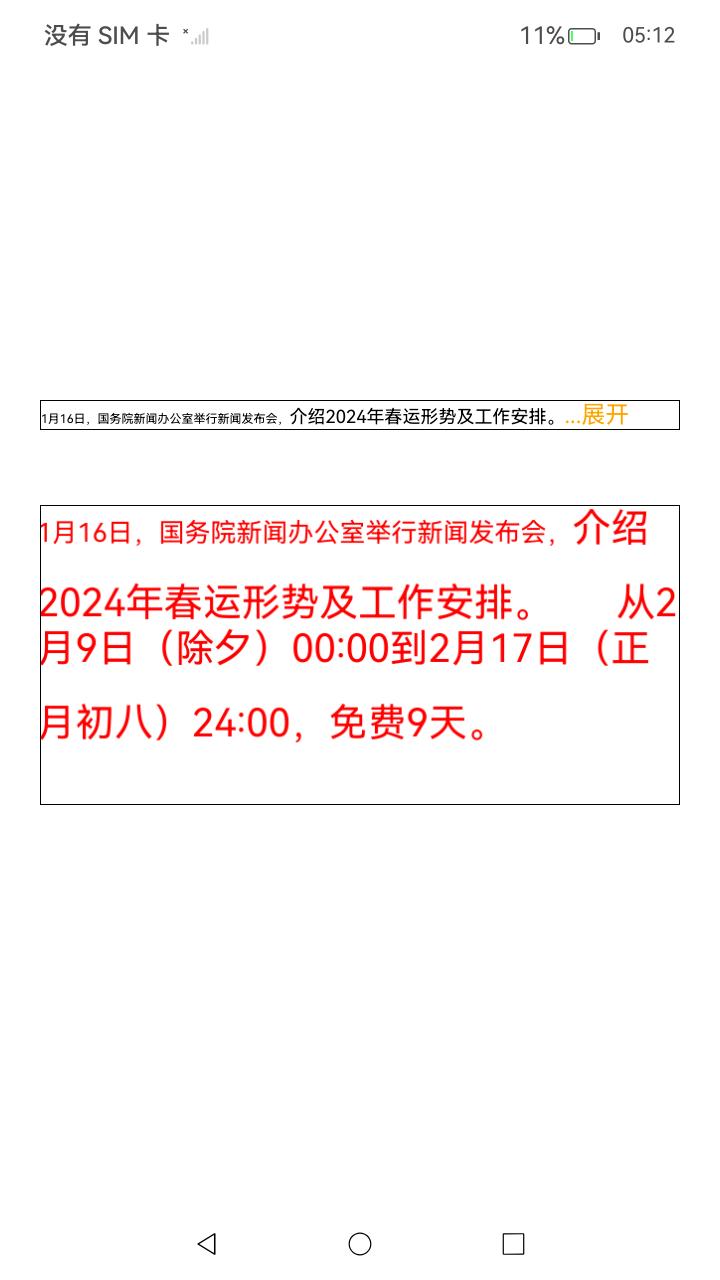 没有 SIM 卡 11% 05:12
1月16日，国务院新闻办公室举行新闻发布会，介绍2024年春运形势及工作安排。...展开
1月16日，国务院新闻办公室举行新闻发布会，介绍
2024年春运形势及工作安排。　　从2
月9日（除夕）00:00到2月17日（正
月初八）24:00，免费9天。